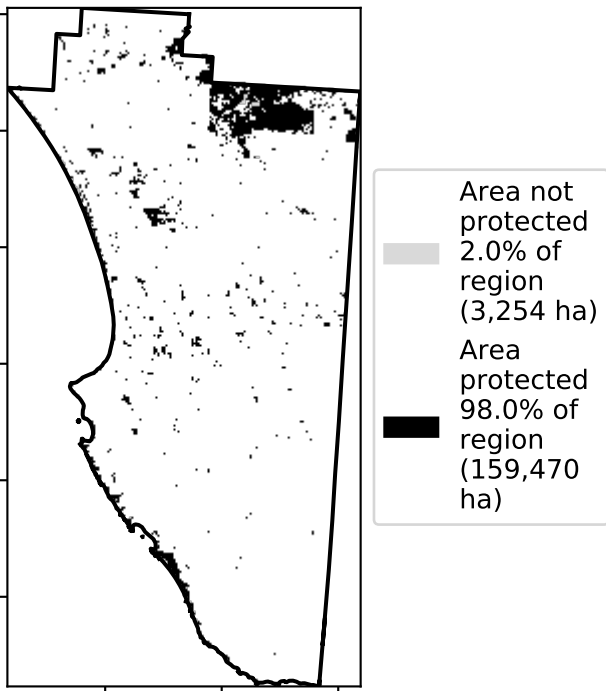 Area not
protected
2.0% of
region
(3,254 ha)
Area
protected
98.0% of
region
(159,470
ha)